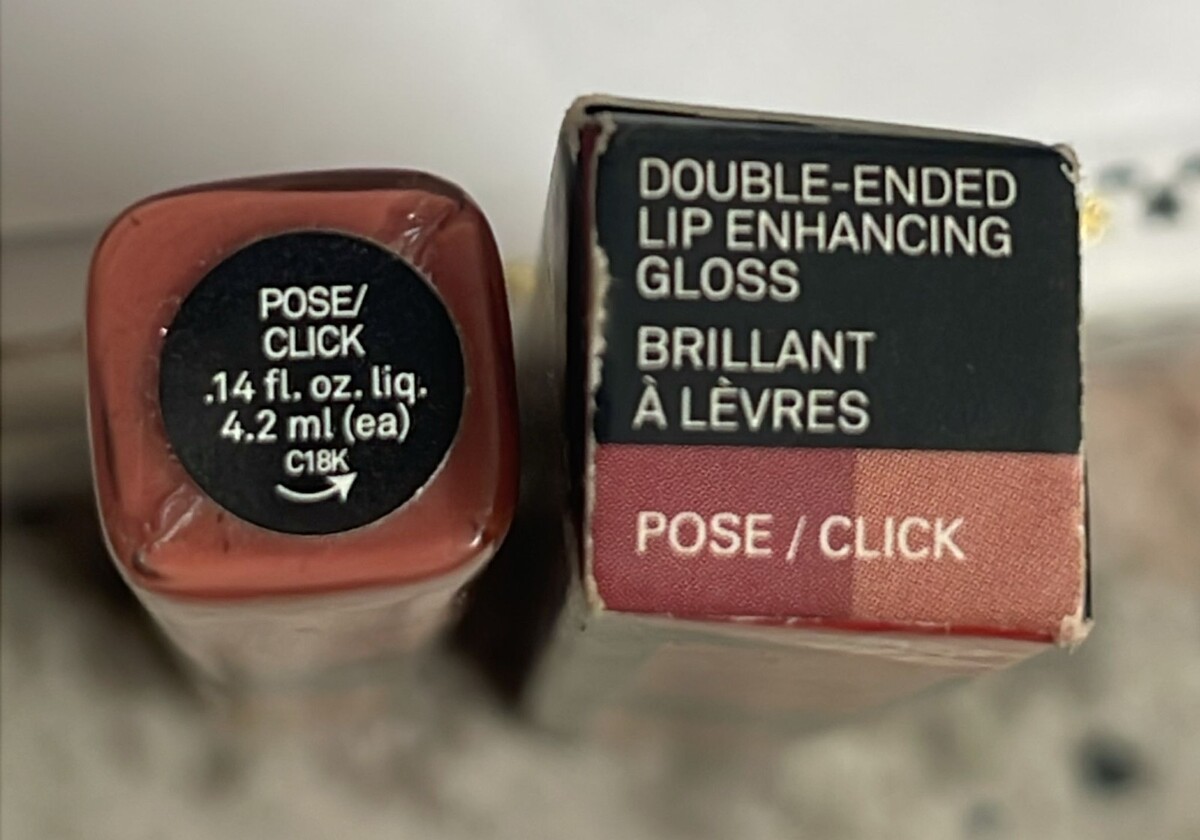 POSE/
CLICK
.14 fl. oz. liq.
4.2 ml (ea)
C18K
DOUBLE-ENDED
LIP ENHANCING
GLOSS
BRILLANT
À LÈVRES
POSE / CLICK